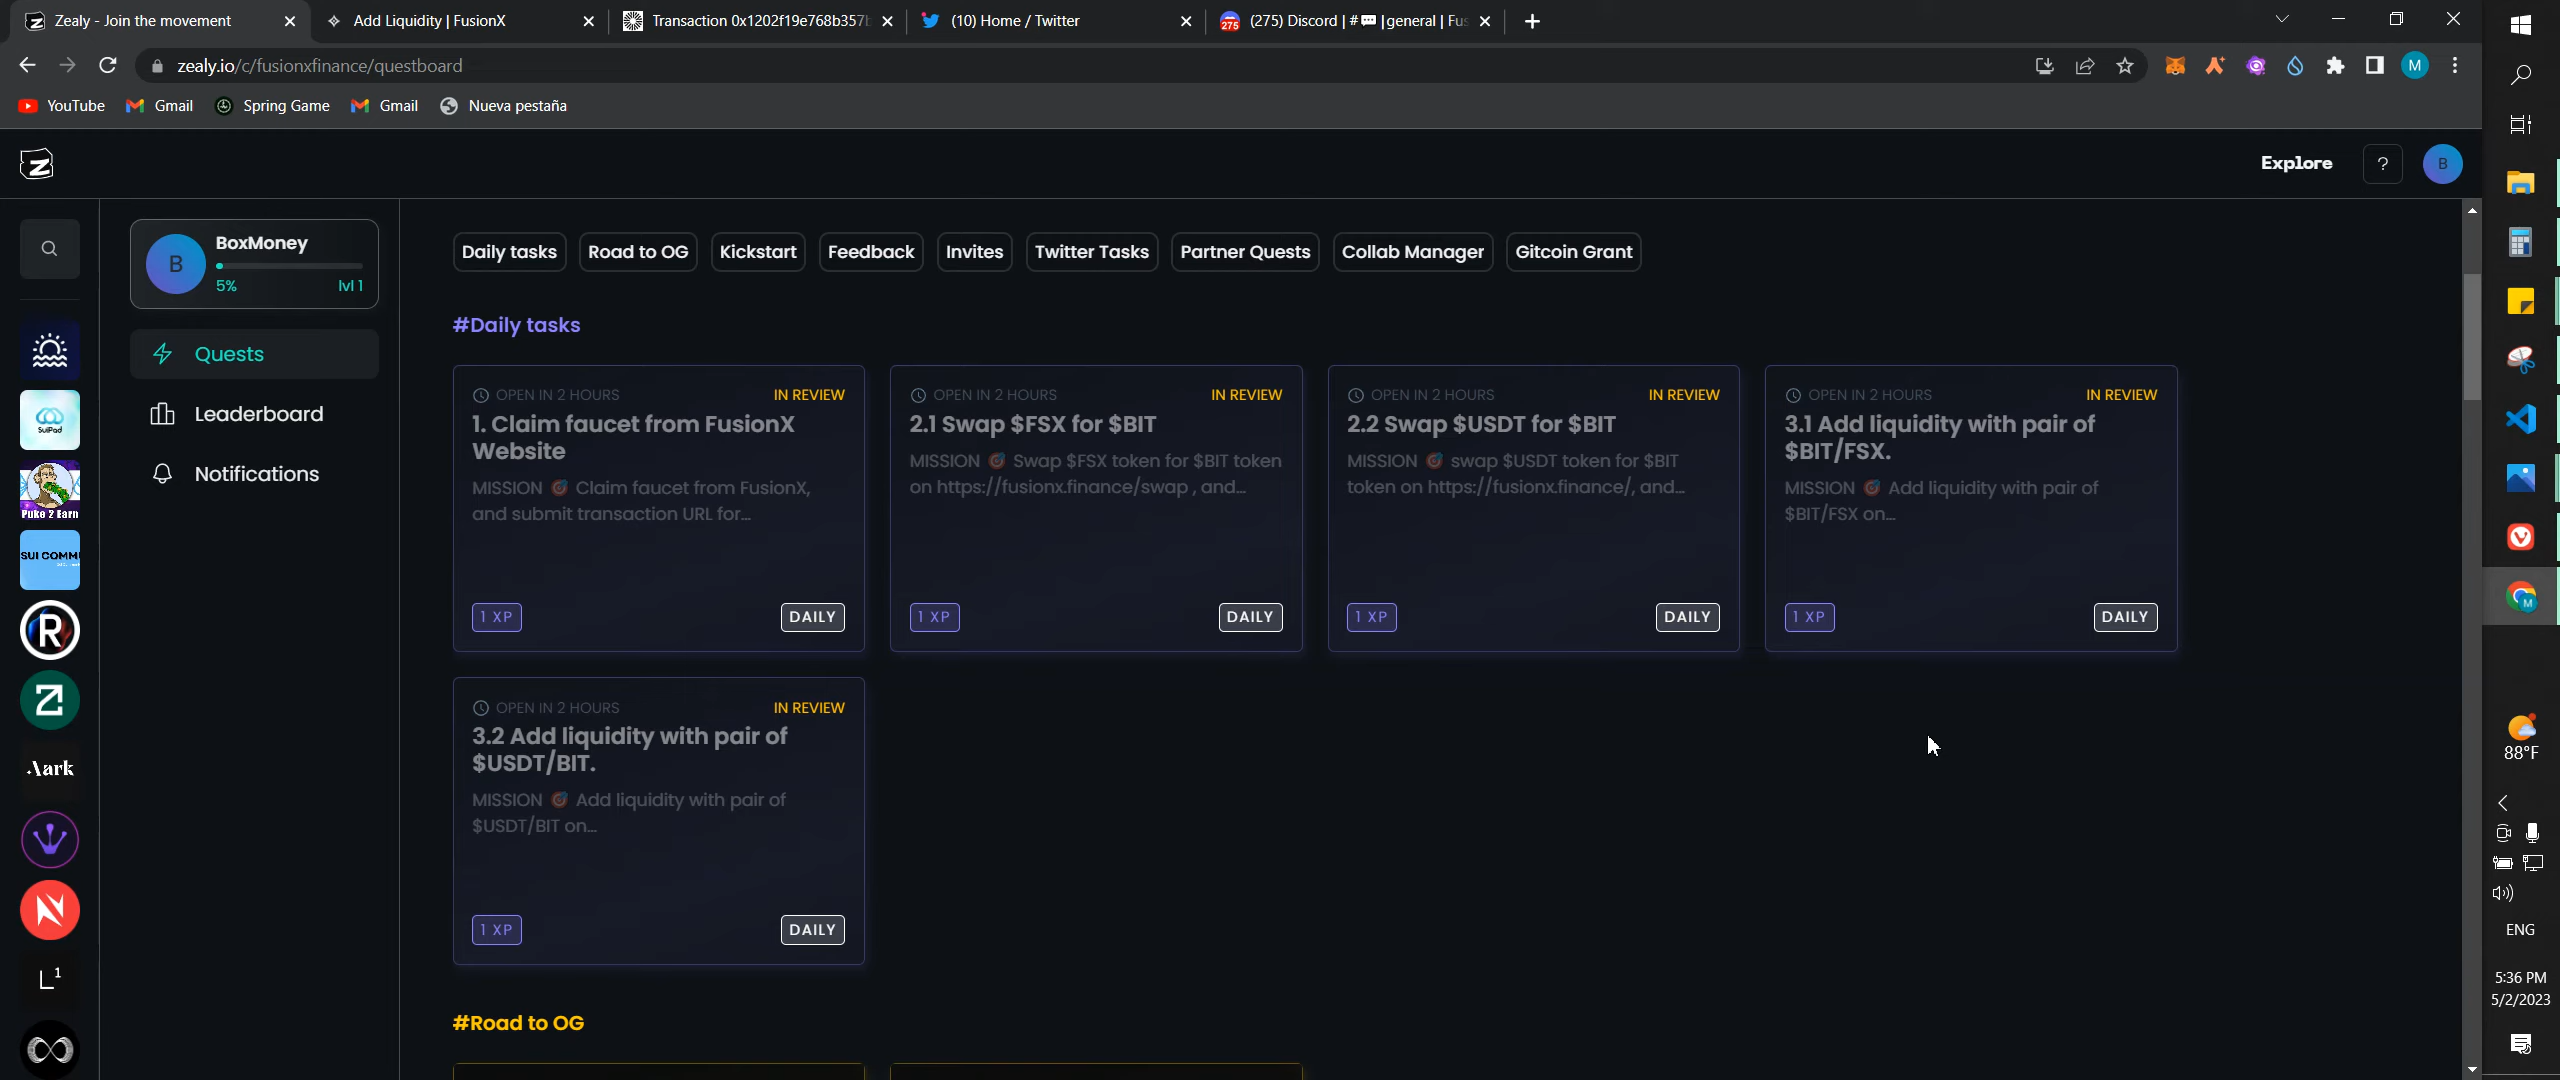 Zealy - Join the movement
Add Liquidity | FusionX
Transaction 0x1202f19e768b357
(10) Home / Twitter
(275) Discord | #💬 | general | Fus
zealy.io/c/fusionxfinance/questboard
M
YouTube
Gmail
Spring Game
Gmail
Nueva pestaña
Explore
?
B
B
BoxMoney
5%
lvl 1
Quests
Leaderboard
Notifications
SuiPad
Puke 2 Earn
SUI COMMU
Aark
L 1
Daily tasks
Road to OG
Kickstart
Feedback
Invites
Twitter Tasks
Partner Quests
Collab Manager
Gitcoin Grant
#Daily tasks
OPEN IN 2 HOURS
IN REVIEW
1. Claim faucet from FusionX
Website
MISSION 🎯 Claim faucet from FusionX,
and submit transaction URL for...
1 XP
DAILY
OPEN IN 2 HOURS
IN REVIEW
2.1 Swap $FSX for $BIT
MISSION 🎯 Swap $FSX token for $BIT token
on https://fusionx.finance/swap , and...
1 XP
DAILY
OPEN IN 2 HOURS
IN REVIEW
2.2 Swap $USDT for $BIT
MISSION 🎯 swap $USDT token for $BIT
token on https://fusionx.finance/, and...
1 XP
DAILY
OPEN IN 2 HOURS
IN REVIEW
3.1 Add liquidity with pair of
$BIT/FSX.
MISSION 🎯 Add liquidity with pair of
$BIT/FSX on...
1 XP
DAILY
OPEN IN 2 HOURS
IN REVIEW
3.2 Add liquidity with pair of
$USDT/BIT.
MISSION 🎯 Add liquidity with pair of
$USDT/BIT on...
1 XP
DAILY
#Road to OG
88°F
ENG
5:36 PM
5/2/2023